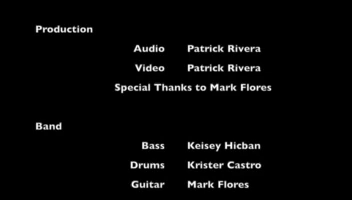 Production
Audio Patrick Rivera
Video Patrick Rivera
Special Thanks to Mark Flores
Band
Bass Keisey Hicban
Drums Krister Castro
Guitar Mark Flores